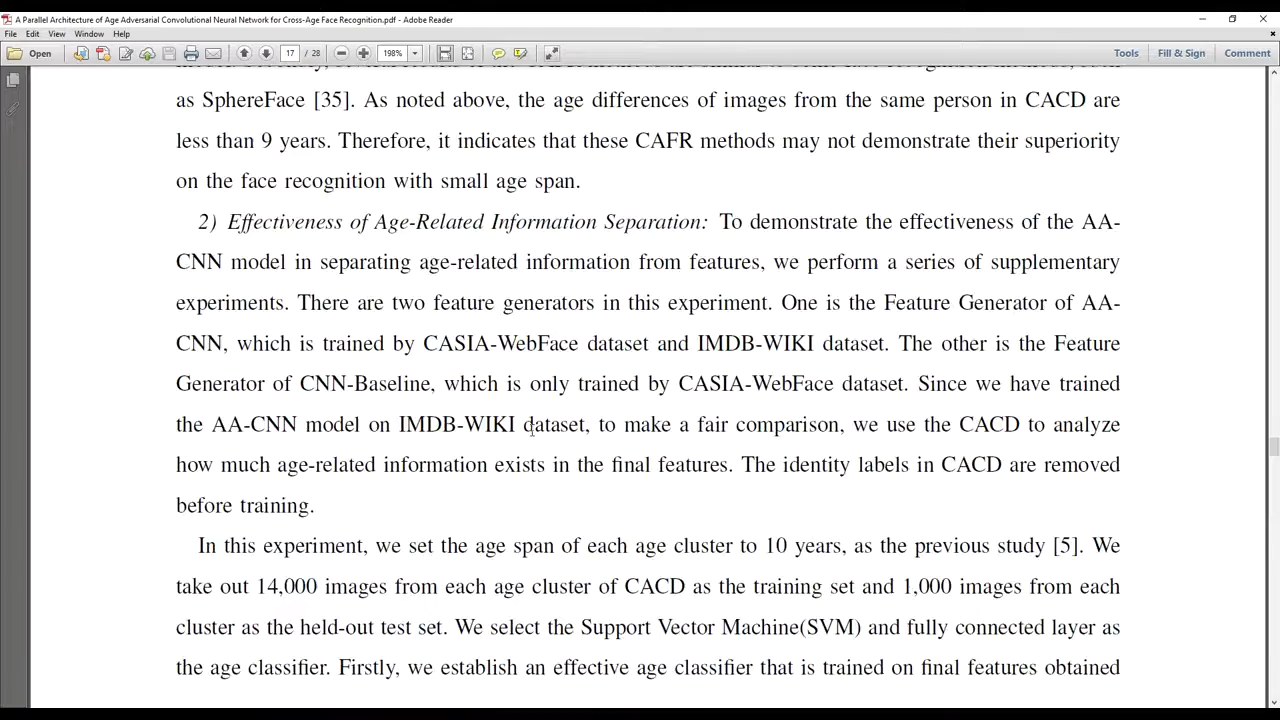 A Parallel Architecture of Age Adversarial Convolutional Neural Network for Cross-Age Face Recognition.pdf - Adobe Reader
File Edit View Window Help
Open 17 / 28 198% Tools Fill & Sign Comment
as SphereFace [35]. As noted above, the age differences of images from the same person in CACD are
less than 9 years. Therefore, it indicates that these CAFR methods may not demonstrate their superiority
on the face recognition with small age span.
2) Effectiveness of Age-Related Information Separation: To demonstrate the effectiveness of the AA-
CNN model in separating age-related information from features, we perform a series of supplementary
experiments. There are two feature generators in this experiment. One is the Feature Generator of AA-
CNN, which is trained by CASIA-WebFace dataset and IMDB-WIKI dataset. The other is the Feature
Generator of CNN-Baseline, which is only trained by CASIA-WebFace dataset. Since we have trained
the AA-CNN model on IMDB-WIKI dataset, to make a fair comparison, we use the CACD to analyze
how much age-related information exists in the final features. The identity labels in CACD are removed
before training.
In this experiment, we set the age span of each age cluster to 10 years, as the previous study [5]. We
take out 14,000 images from each age cluster of CACD as the training set and 1,000 images from each
cluster as the held-out test set. We select the Support Vector Machine(SVM) and fully connected layer as
the age classifier. Firstly, we establish an effective age classifier that is trained on final features obtained